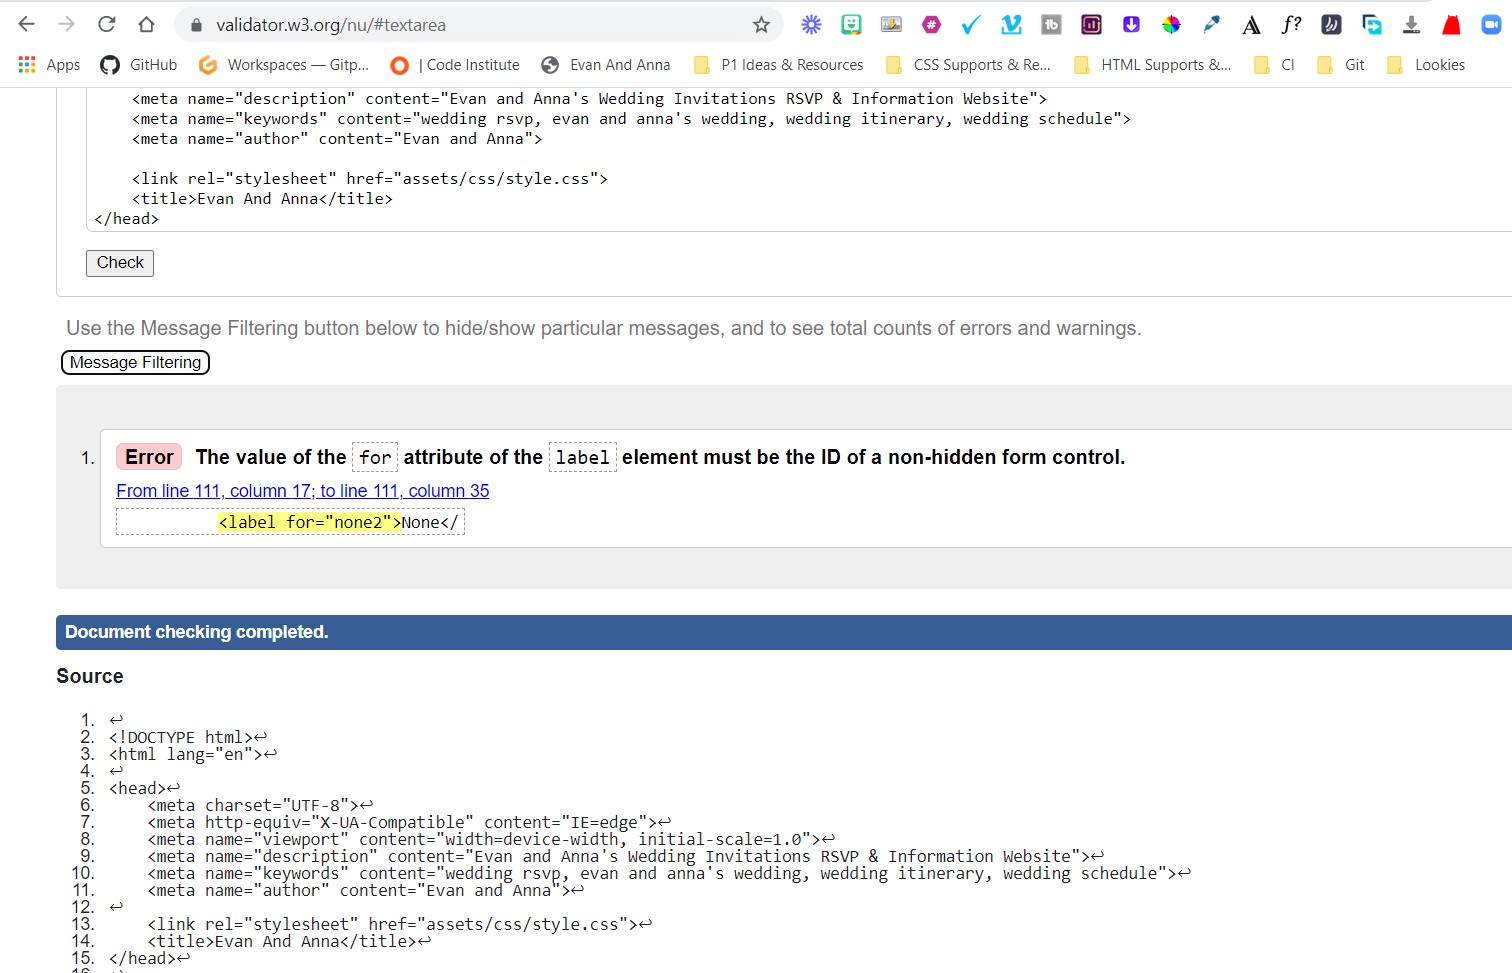 validator.w3.org/nu/#textarea
Apps GitHub Workspaces — Gitp... | Code Institute Evan And Anna P1 Ideas & Resources CSS Supports & Re... HTML Supports &... CI Git Lookies
<meta name="description" content="Evan and Anna's Wedding Invitations RSVP & Information Website">
<meta name="keywords" content="wedding rsvp, evan and anna's wedding, wedding itinerary, wedding schedule">
<meta name="author" content="Evan and Anna">
<link rel="stylesheet" href="assets/css/style.css">
<title>Evan And Anna</title>
</head>
Check
Use the Message Filtering button below to hide/show particular messages, and to see total counts of errors and warnings.
Message Filtering
1. Error The value of the for attribute of the label element must be the ID of a non-hidden form control.
From line 111, column 17; to line 111, column 35
<label for="none2">None</
Document checking completed.
Source
1. ↩
2. <!DOCTYPE html>↩
3. <html lang="en">↩
4. ↩
5. <head>↩
6. <meta charset="UTF-8">↩
7. <meta http-equiv="X-UA-Compatible" content="IE=edge">↩
8. <meta name="viewport" content="width=device-width, initial-scale=1.0">↩
9. <meta name="description" content="Evan and Anna's Wedding Invitations RSVP & Information Website">↩
10. <meta name="keywords" content="wedding rsvp, evan and anna's wedding, wedding itinerary, wedding schedule">↩
11. <meta name="author" content="Evan and Anna">↩
12. ↩
13. <link rel="stylesheet" href="assets/css/style.css">↩
14. <title>Evan And Anna</title>↩
15. </head>↩